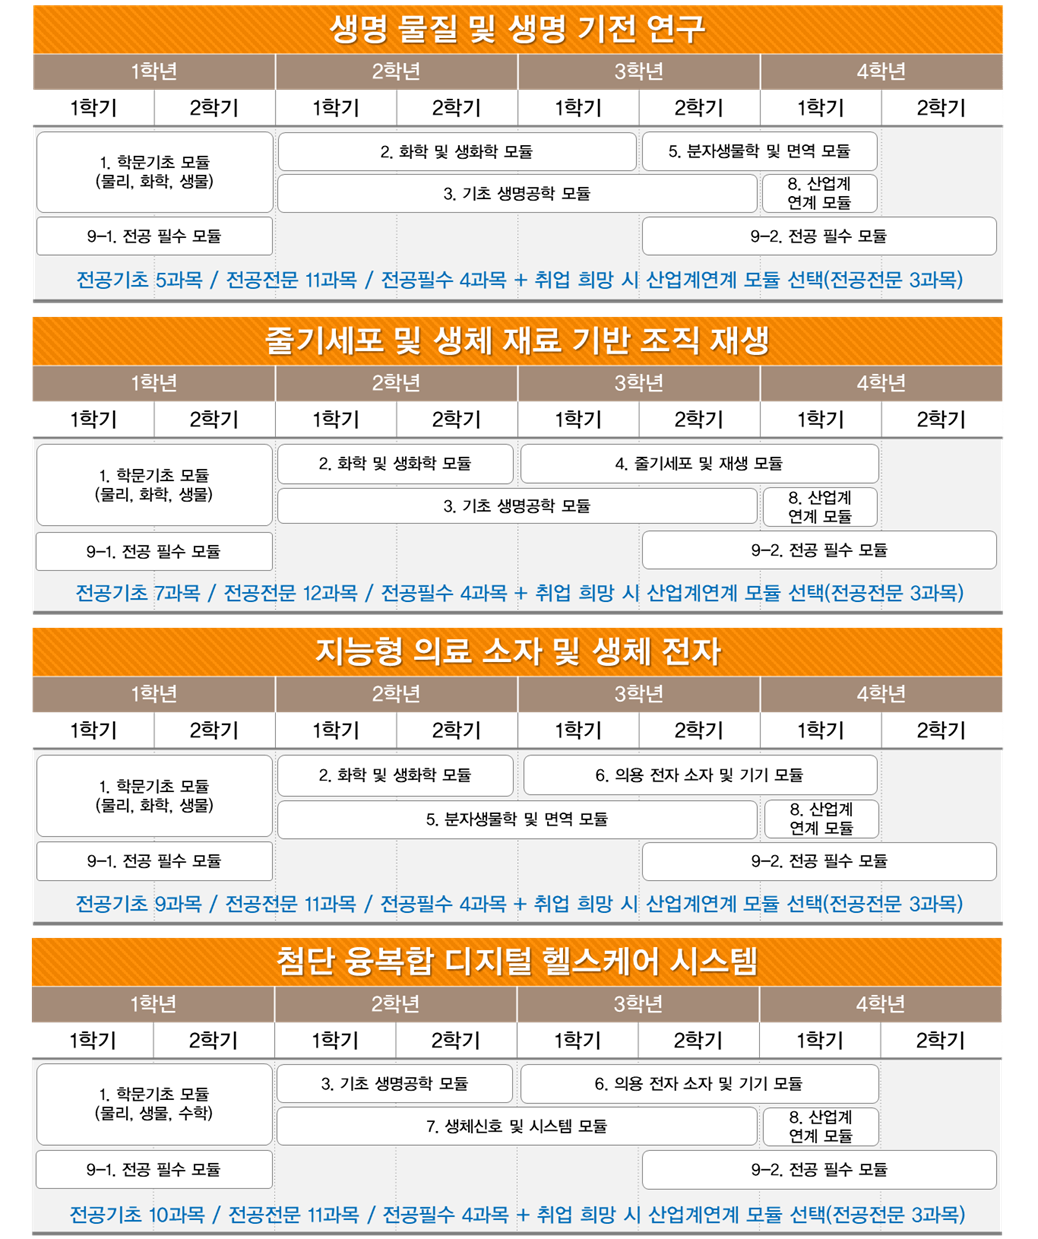 생명 물질 및 생명 기전 연구
1학년 2학년 3학년 4학년
1학기 2학기 1학기 2학기 1학기 2학기 1학기 2학기
1. 학문기초 모듈
(물리, 화학, 생물)
2. 화학 및 생화학 모듈
5. 분자생물학 및 면역 모듈
3. 기초 생명공학 모듈
8. 산업계
연계 모듈
9-1. 전공 필수 모듈
9-2. 전공 필수 모듈
전공기초 5과목 / 전공전문 11과목 / 전공필수 4과목 + 취업 희망 시 산업계연계 모듈 선택(전공전문 3과목)
줄기세포 및 생체 재료 기반 조직 재생
1학년 2학년 3학년 4학년
1학기 2학기 1학기 2학기 1학기 2학기 1학기 2학기
1. 학문기초 모듈
(물리, 화학, 생물)
2. 화학 및 생화학 모듈
4. 줄기세포 및 재생 모듈
3. 기초 생명공학 모듈
8. 산업계
연계 모듈
9-1. 전공 필수 모듈
9-2. 전공 필수 모듈
전공기초 7과목 / 전공전문 12과목 / 전공필수 4과목 + 취업 희망 시 산업계연계 모듈 선택(전공전문 3과목)
지능형 의료 소자 및 생체 전자
1학년 2학년 3학년 4학년
1학기 2학기 1학기 2학기 1학기 2학기 1학기 2학기
1. 학문기초 모듈
(물리, 화학, 생물)
2. 화학 및 생화학 모듈
6. 의용 전자 소자 및 기기 모듈
5. 분자생물학 및 면역 모듈
8. 산업계
연계 모듈
9-1. 전공 필수 모듈
9-2. 전공 필수 모듈
전공기초 9과목 / 전공전문 11과목 / 전공필수 4과목 + 취업 희망 시 산업계연계 모듈 선택(전공전문 3과목)
첨단 융복합 디지털 헬스케어 시스템
1학년 2학년 3학년 4학년
1학기 2학기 1학기 2학기 1학기 2학기 1학기 2학기
1. 학문기초 모듈
(물리, 생물, 수학)
3. 기초 생명공학 모듈
6. 의용 전자 소자 및 기기 모듈
7. 생체신호 및 시스템 모듈
8. 산업계
연계 모듈
9-1. 전공 필수 모듈
9-2. 전공 필수 모듈
전공기초 10과목 / 전공전문 11과목 / 전공필수 4과목 + 취업 희망 시 산업계연계 모듈 선택(전공전문 3과목)